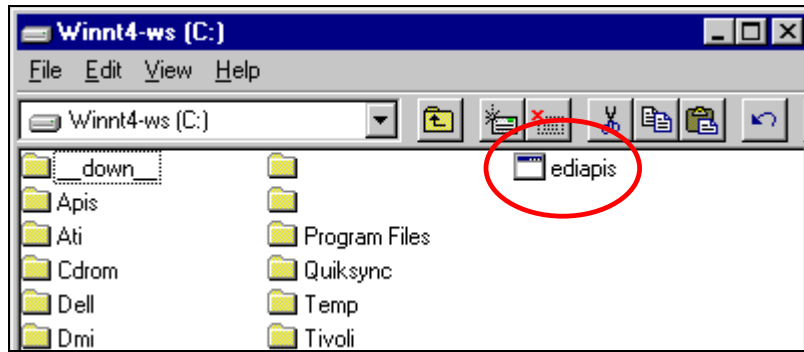 Winnt4-ws (C:)
File Edit View Help
Winnt4-ws (C:)
__down__
Apis
Ati
Cdrom
Dell
Dmi
Program Files
Quiksync
Temp
Tivoli
ediapis